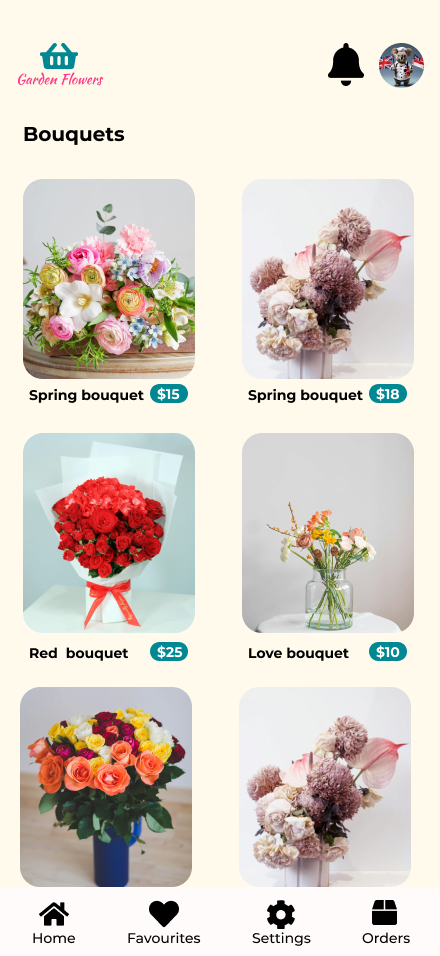 Garden Flowers
Bouquets
Spring bouquet $15
Spring bouquet $18
Red  bouquet $25
Love bouquet $10
Home Favourites Settings Orders